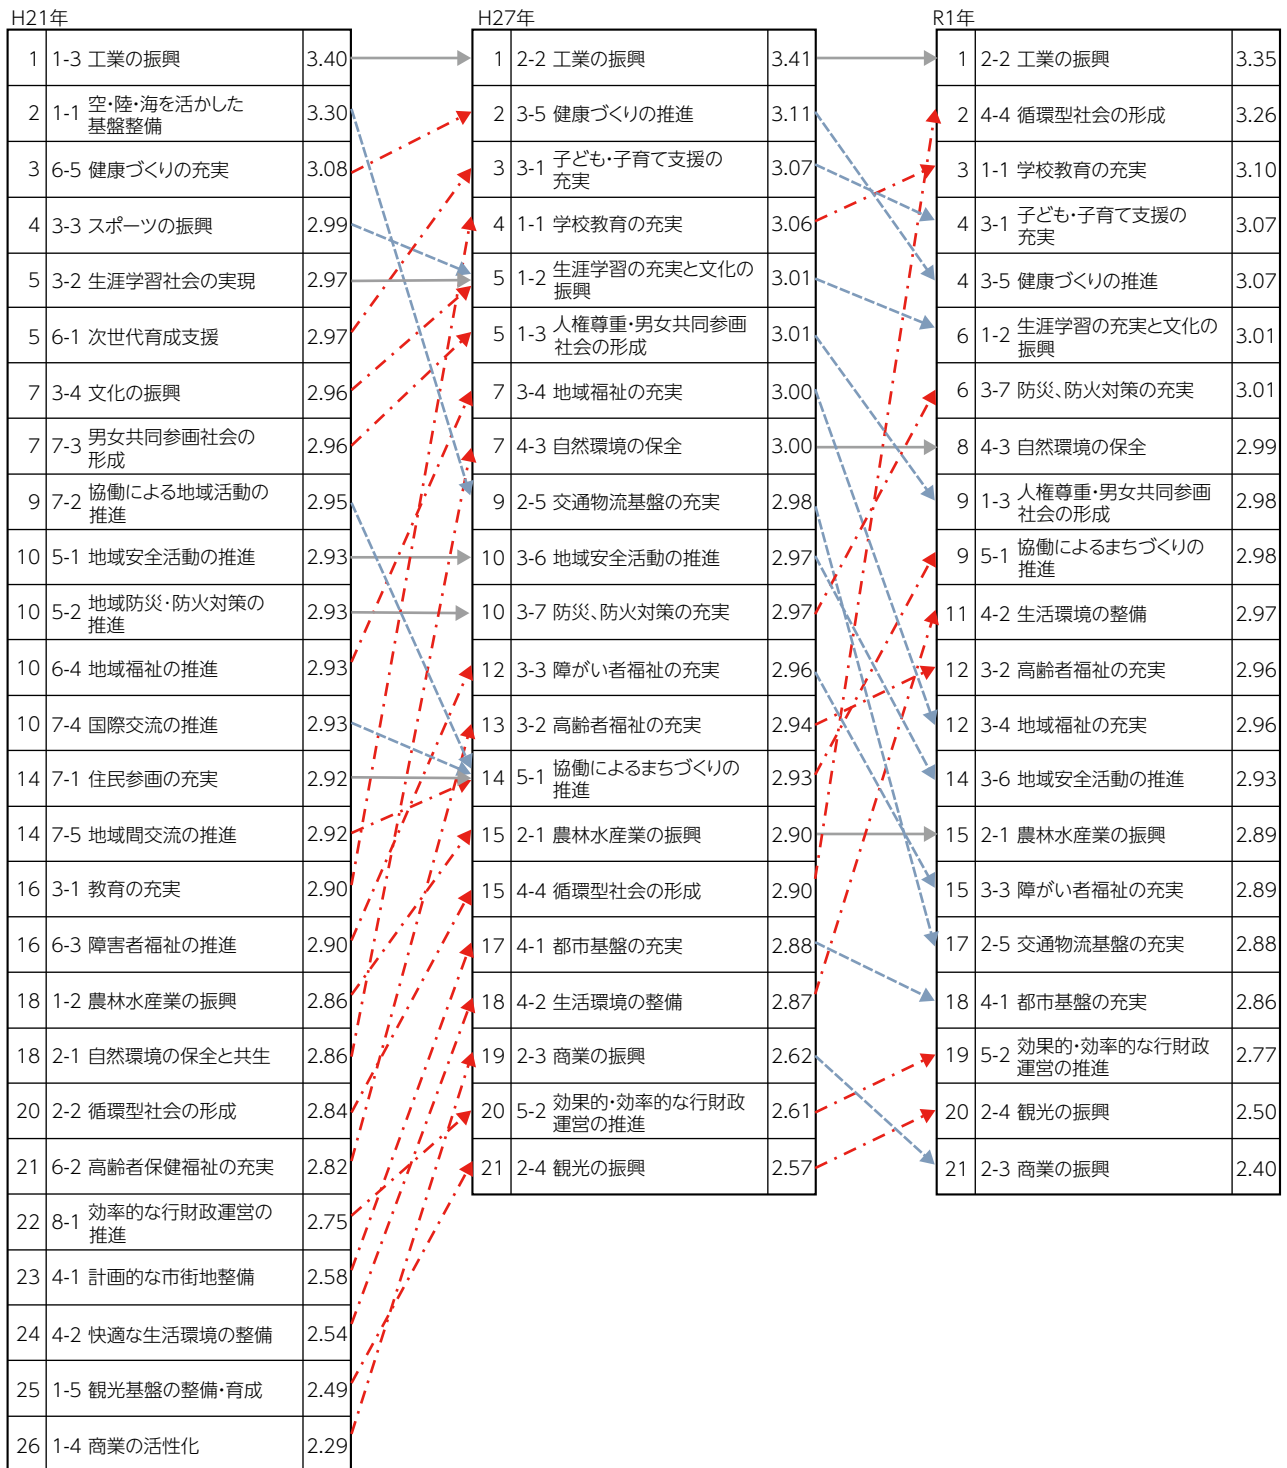 H21年
1 1-3 工業の振興 3.40
2 1-1 空・陸・海を活かした
基盤整備 3.30
3 6-5 健康づくりの充実 3.08
4 3-3 スポーツの振興 2.99
5 3-2 生涯学習社会の実現 2.97
5 6-1 次世代育成支援 2.97
7 3-4 文化の振興 2.96
7 7-3 男女共同参画社会の
形成 2.96
9 7-2 協働による地域活動の
推進 2.95
10 5-1 地域安全活動の推進 2.93
10 5-2 地域防災・防火対策の
推進 2.93
10 6-4 地域福祉の推進 2.93
10 7-4 国際交流の推進 2.93
14 7-1 住民参画の充実 2.92
14 7-5 地域間交流の推進 2.92
16 3-1 教育の充実 2.90
16 6-3 障害者福祉の推進 2.90
18 1-2 農林水産業の振興 2.86
18 2-1 自然環境の保全と共生 2.86
20 2-2 循環型社会の形成 2.84
21 6-2 高齢者保健福祉の充実 2.82
22 8-1 効率的な行財政運営の
推進 2.75
23 4-1 計画的な市街地整備 2.58
24 4-2 快適な生活環境の整備 2.54
25 1-5 観光基盤の整備・育成 2.49
26 1-4 商業の活性化 2.29
H27年
1 2-2 工業の振興 3.41
2 3-5 健康づくりの推進 3.11
3 3-1 子ども・子育て支援の
充実 3.07
4 1-1 学校教育の充実 3.06
5 1-2 生涯学習の充実と文化の
振興 3.01
5 1-3 人権尊重・男女共同参画
社会の形成 3.01
7 3-4 地域福祉の充実 3.00
7 4-3 自然環境の保全 3.00
9 2-5 交通物流基盤の充実 2.98
10 3-6 地域安全活動の推進 2.97
10 3-7 防災、防火対策の充実 2.97
12 3-3 障がい者福祉の充実 2.96
13 3-2 高齢者福祉の充実 2.94
14 5-1 協働によるまちづくりの
推進 2.93
15 2-1 農林水産業の振興 2.90
15 4-4 循環型社会の形成 2.90
17 4-1 都市基盤の充実 2.88
18 4-2 生活環境の整備 2.87
19 2-3 商業の振興 2.62
20 5-2 効果的・効率的な行財政
運営の推進 2.61
21 2-4 観光の振興 2.57
R1年
1 2-2 工業の振興 3.35
2 4-4 循環型社会の形成 3.26
3 1-1 学校教育の充実 3.10
4 3-1 子ども・子育て支援の
充実 3.07
4 3-5 健康づくりの推進 3.07
6 1-2 生涯学習の充実と文化の
振興 3.01
6 3-7 防災、防火対策の充実 3.01
8 4-3 自然環境の保全 2.99
9 1-3 人権尊重・男女共同参画
社会の形成 2.98
9 5-1 協働によるまちづくりの
推進 2.98
11 4-2 生活環境の整備 2.97
12 3-2 高齢者福祉の充実 2.96
12 3-4 地域福祉の充実 2.96
14 3-6 地域安全活動の推進 2.93
15 2-1 農林水産業の振興 2.89
15 3-3 障がい者福祉の充実 2.89
17 2-5 交通物流基盤の充実 2.88
18 4-1 都市基盤の充実 2.86
19 5-2 効果的・効率的な行財政
運営の推進 2.77
20 2-4 観光の振興 2.50
21 2-3 商業の振興 2.40